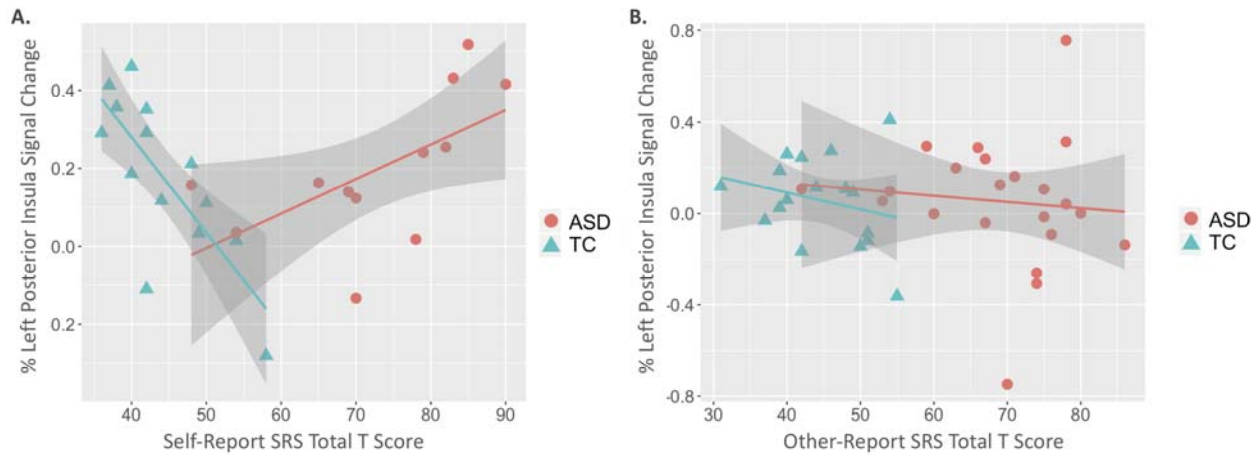 A.
% Left Posterior Insula Signal Change
0.4
0.2
0.0
0.2
40 50 60 70 80 90
Self-Report SRS Total T Score
ASD
TC
B.
% Left Posterior Insula Signal Change
0.8
0.4
0.0
-0.4
-0.8
30 40 50 60 70 80
Other-Report SRS Total T Score
ASD
TC